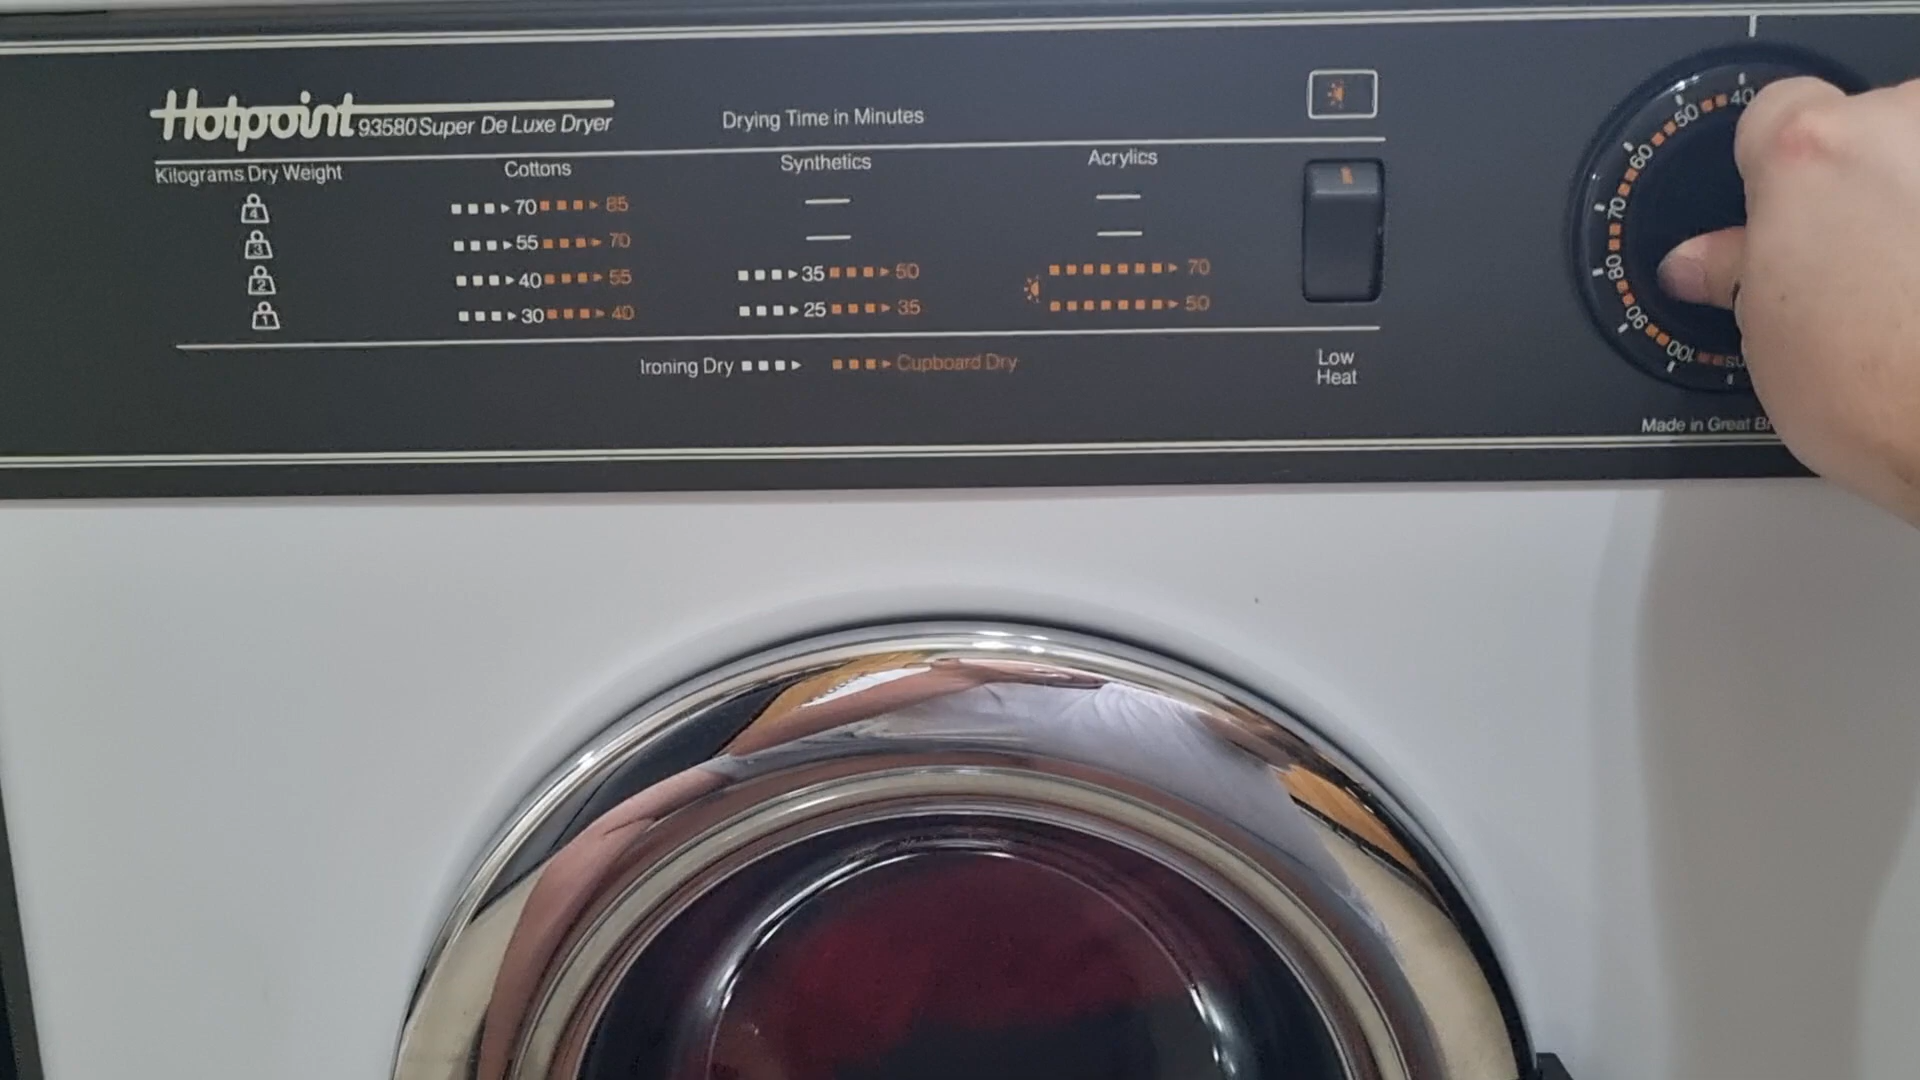 Hotpoint 93580 Super De Luxe Dryer
Drying Time in Minutes
Kilograms Dry Weight
Cottons
Synthetics
Acrylics
4 70 85
3 55 70
2 40 55 35 50 70
1 30 40 25 35 50
Ironing Dry Cupboard Dry
Low
Heat
40
50
60
70
80
90
100
Made in Great